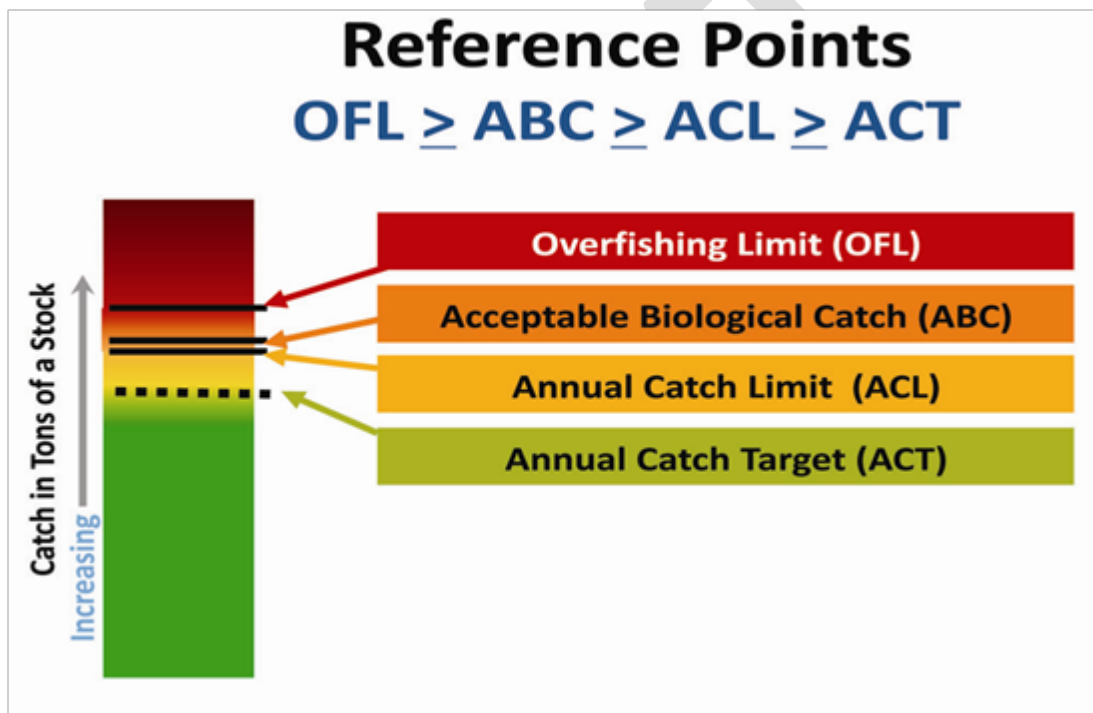 Reference Points
OFL ≥ ABC ≥ ACL ≥ ACT
Overfishing Limit (OFL)
Acceptable Biological Catch (ABC)
Annual Catch Limit (ACL)
Annual Catch Target (ACT)
Catch in Tons of a Stock
Increasing